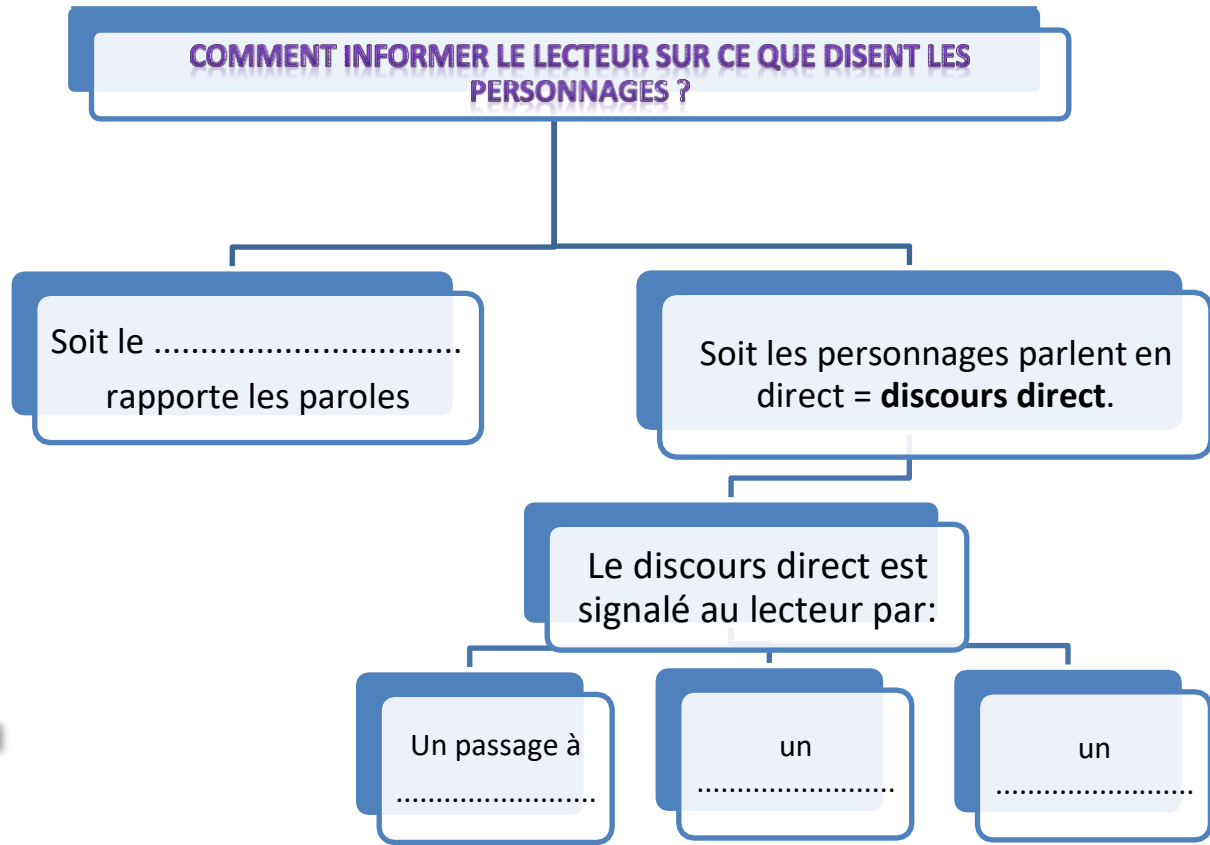 COMMENT INFORMER LE LECTEUR SUR CE QUE DISENT LES
PERSONNAGES ?
Soit le .................................
rapporte les paroles
Soit les personnages parlent en
direct = discours direct.
Le discours direct est
signalé au lecteur par:
Un passage à
.........................
un
.........................
un
.........................